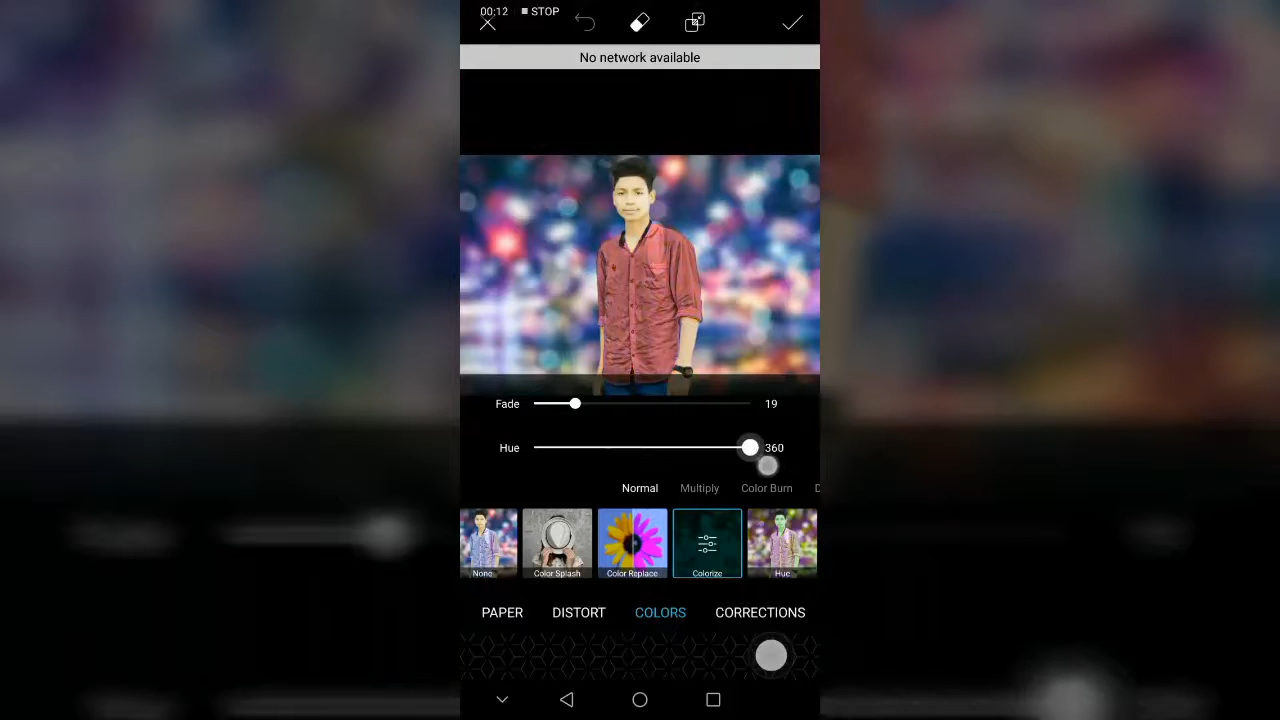 00:12 STOP
No network available
Fade 19
Hue 360
Normal Multiply Color Burn D
None Color Splash Color Replace Colorize Hue
PAPER DISTORT COLORS CORRECTIONS